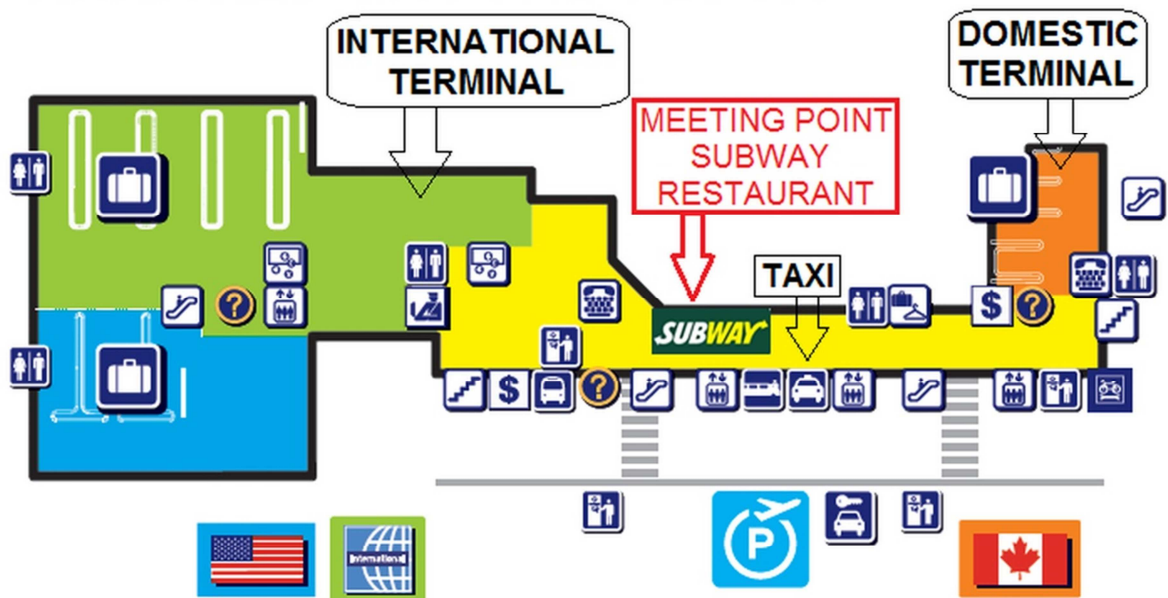 INTERNATIONAL
TERMINAL
DOMESTIC
TERMINAL
MEETING POINT
SUBWAY
RESTAURANT
TAXI
?
$
?
SUBWAY
$
?
P
International